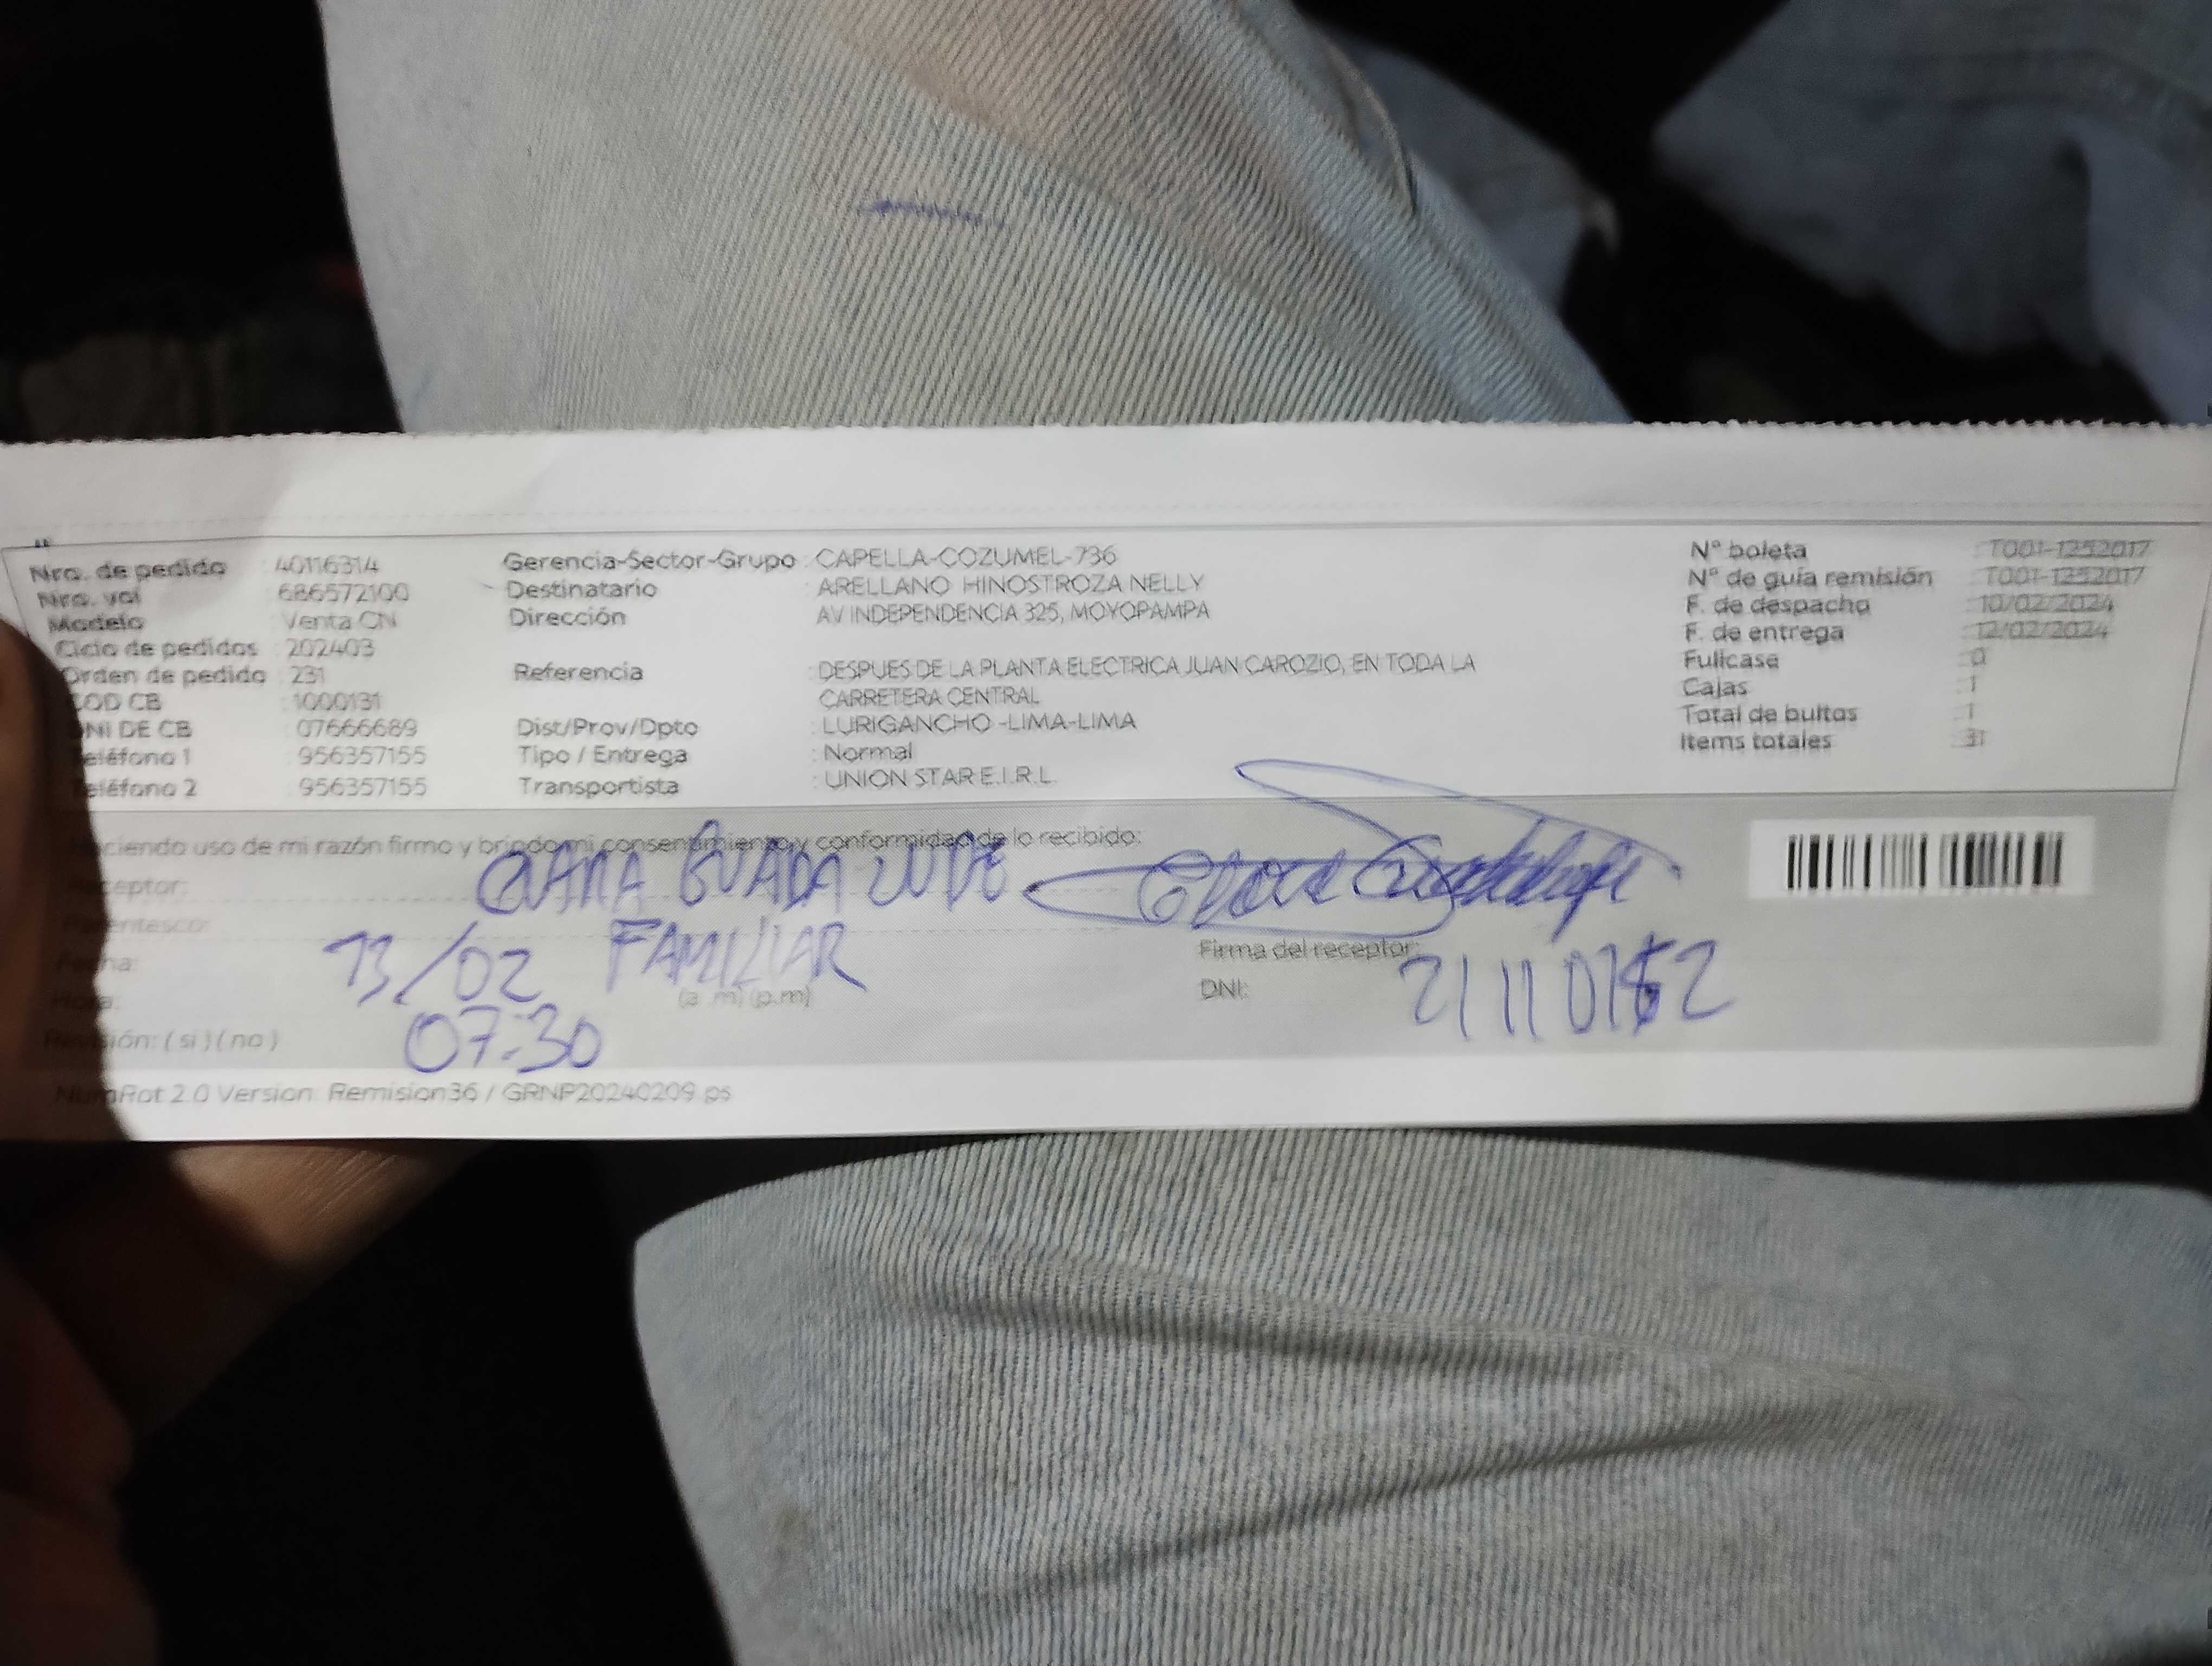 Nro. de pedido 40116314 Gerencia-Sector-Grupo : CAPELLA-COZUMEL-736 N° boleta : T001-1252017
Nro. vol 686572100 Destinatario : ARELLANO HINOSTROZA NELLY N° de guía remisión : T001-1252017
Modelo Venta CN Dirección : AV INDEPENDENCIA 325, MOYOPAMPA F. de despacho : 10/02/2024
Ciclo de pedidos : 202403 F. de entrega : 12/02/2024
Orden de pedido : 231 Referencia : DESPUES DE LA PLANTA ELECTRICA JUAN CAROZIO, EN TODA LA Fullcase : 0
COD CB : 1000131 CARRETERA CENTRAL Cajas : 1
DNI DE CB : 07666689 Dist/Prov/Dpto : LURIGANCHO -LIMA-LIMA Total de bultos : 1
Teléfono 1 : 956357155 Tipo / Entrega : Normal Items totales : 31
Teléfono 2 : 956357155 Transportista : UNION STAR E.I.R.L.
Haciendo uso de mi razón firmo y brindo mi consentimiento y conformidad de lo recibido:
Receptor: GUADALUPE
Parentesco: FAMILIAR
Fecha: 13/02 Firma del receptor:
Hora: 07:30 (a .m) (p.m) DNI:
Revisión: ( si ) ( no )
NumRot 2.0 Version: Remision36 / GRNP20240209.ps